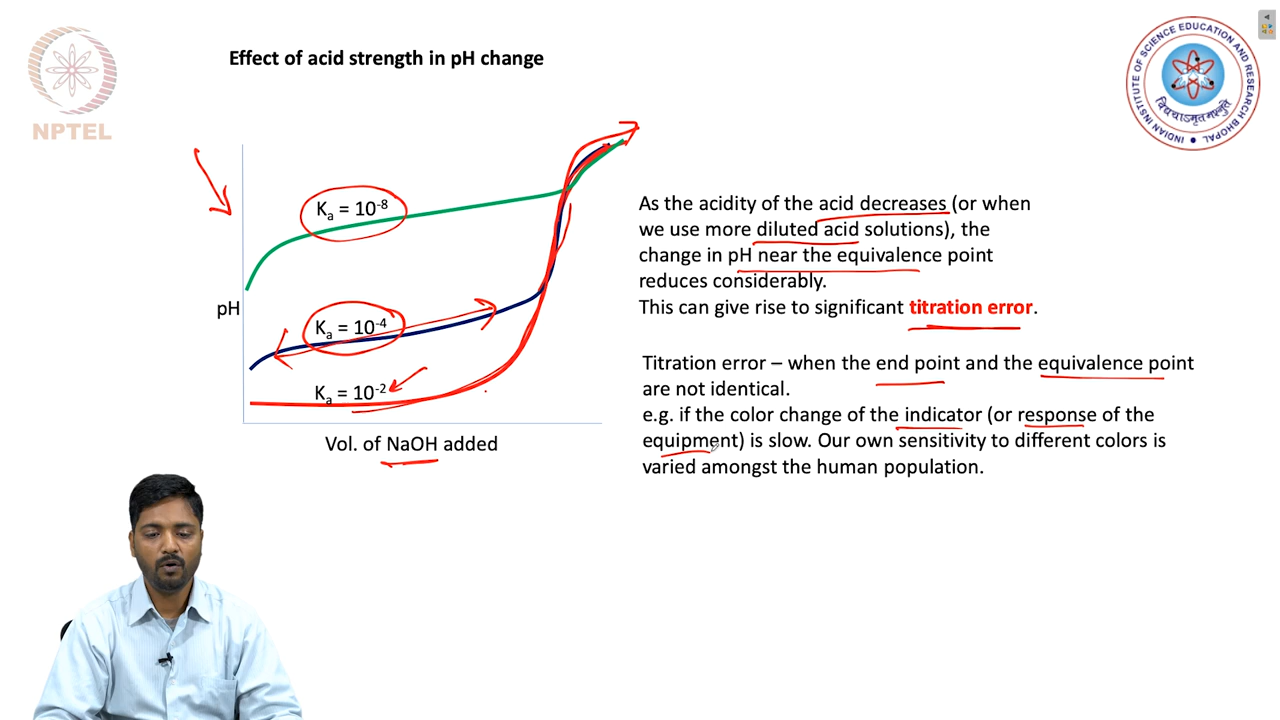 Effect of acid strength in pH change
NPTEL
INDIAN INSTITUTE OF SCIENCE EDUCATION AND RESEARCH BHOPAL
Kₐ = 10⁻⁸
Kₐ = 10⁻⁴
Kₐ = 10⁻²
pH
Vol. of NaOH added
As the acidity of the acid decreases (or when
we use more diluted acid solutions), the
change in pH near the equivalence point
reduces considerably.
This can give rise to significant titration error.
Titration error – when the end point and the equivalence point
are not identical.
e.g. if the color change of the indicator (or response of the
equipment) is slow. Our own sensitivity to different colors is
varied amongst the human population.